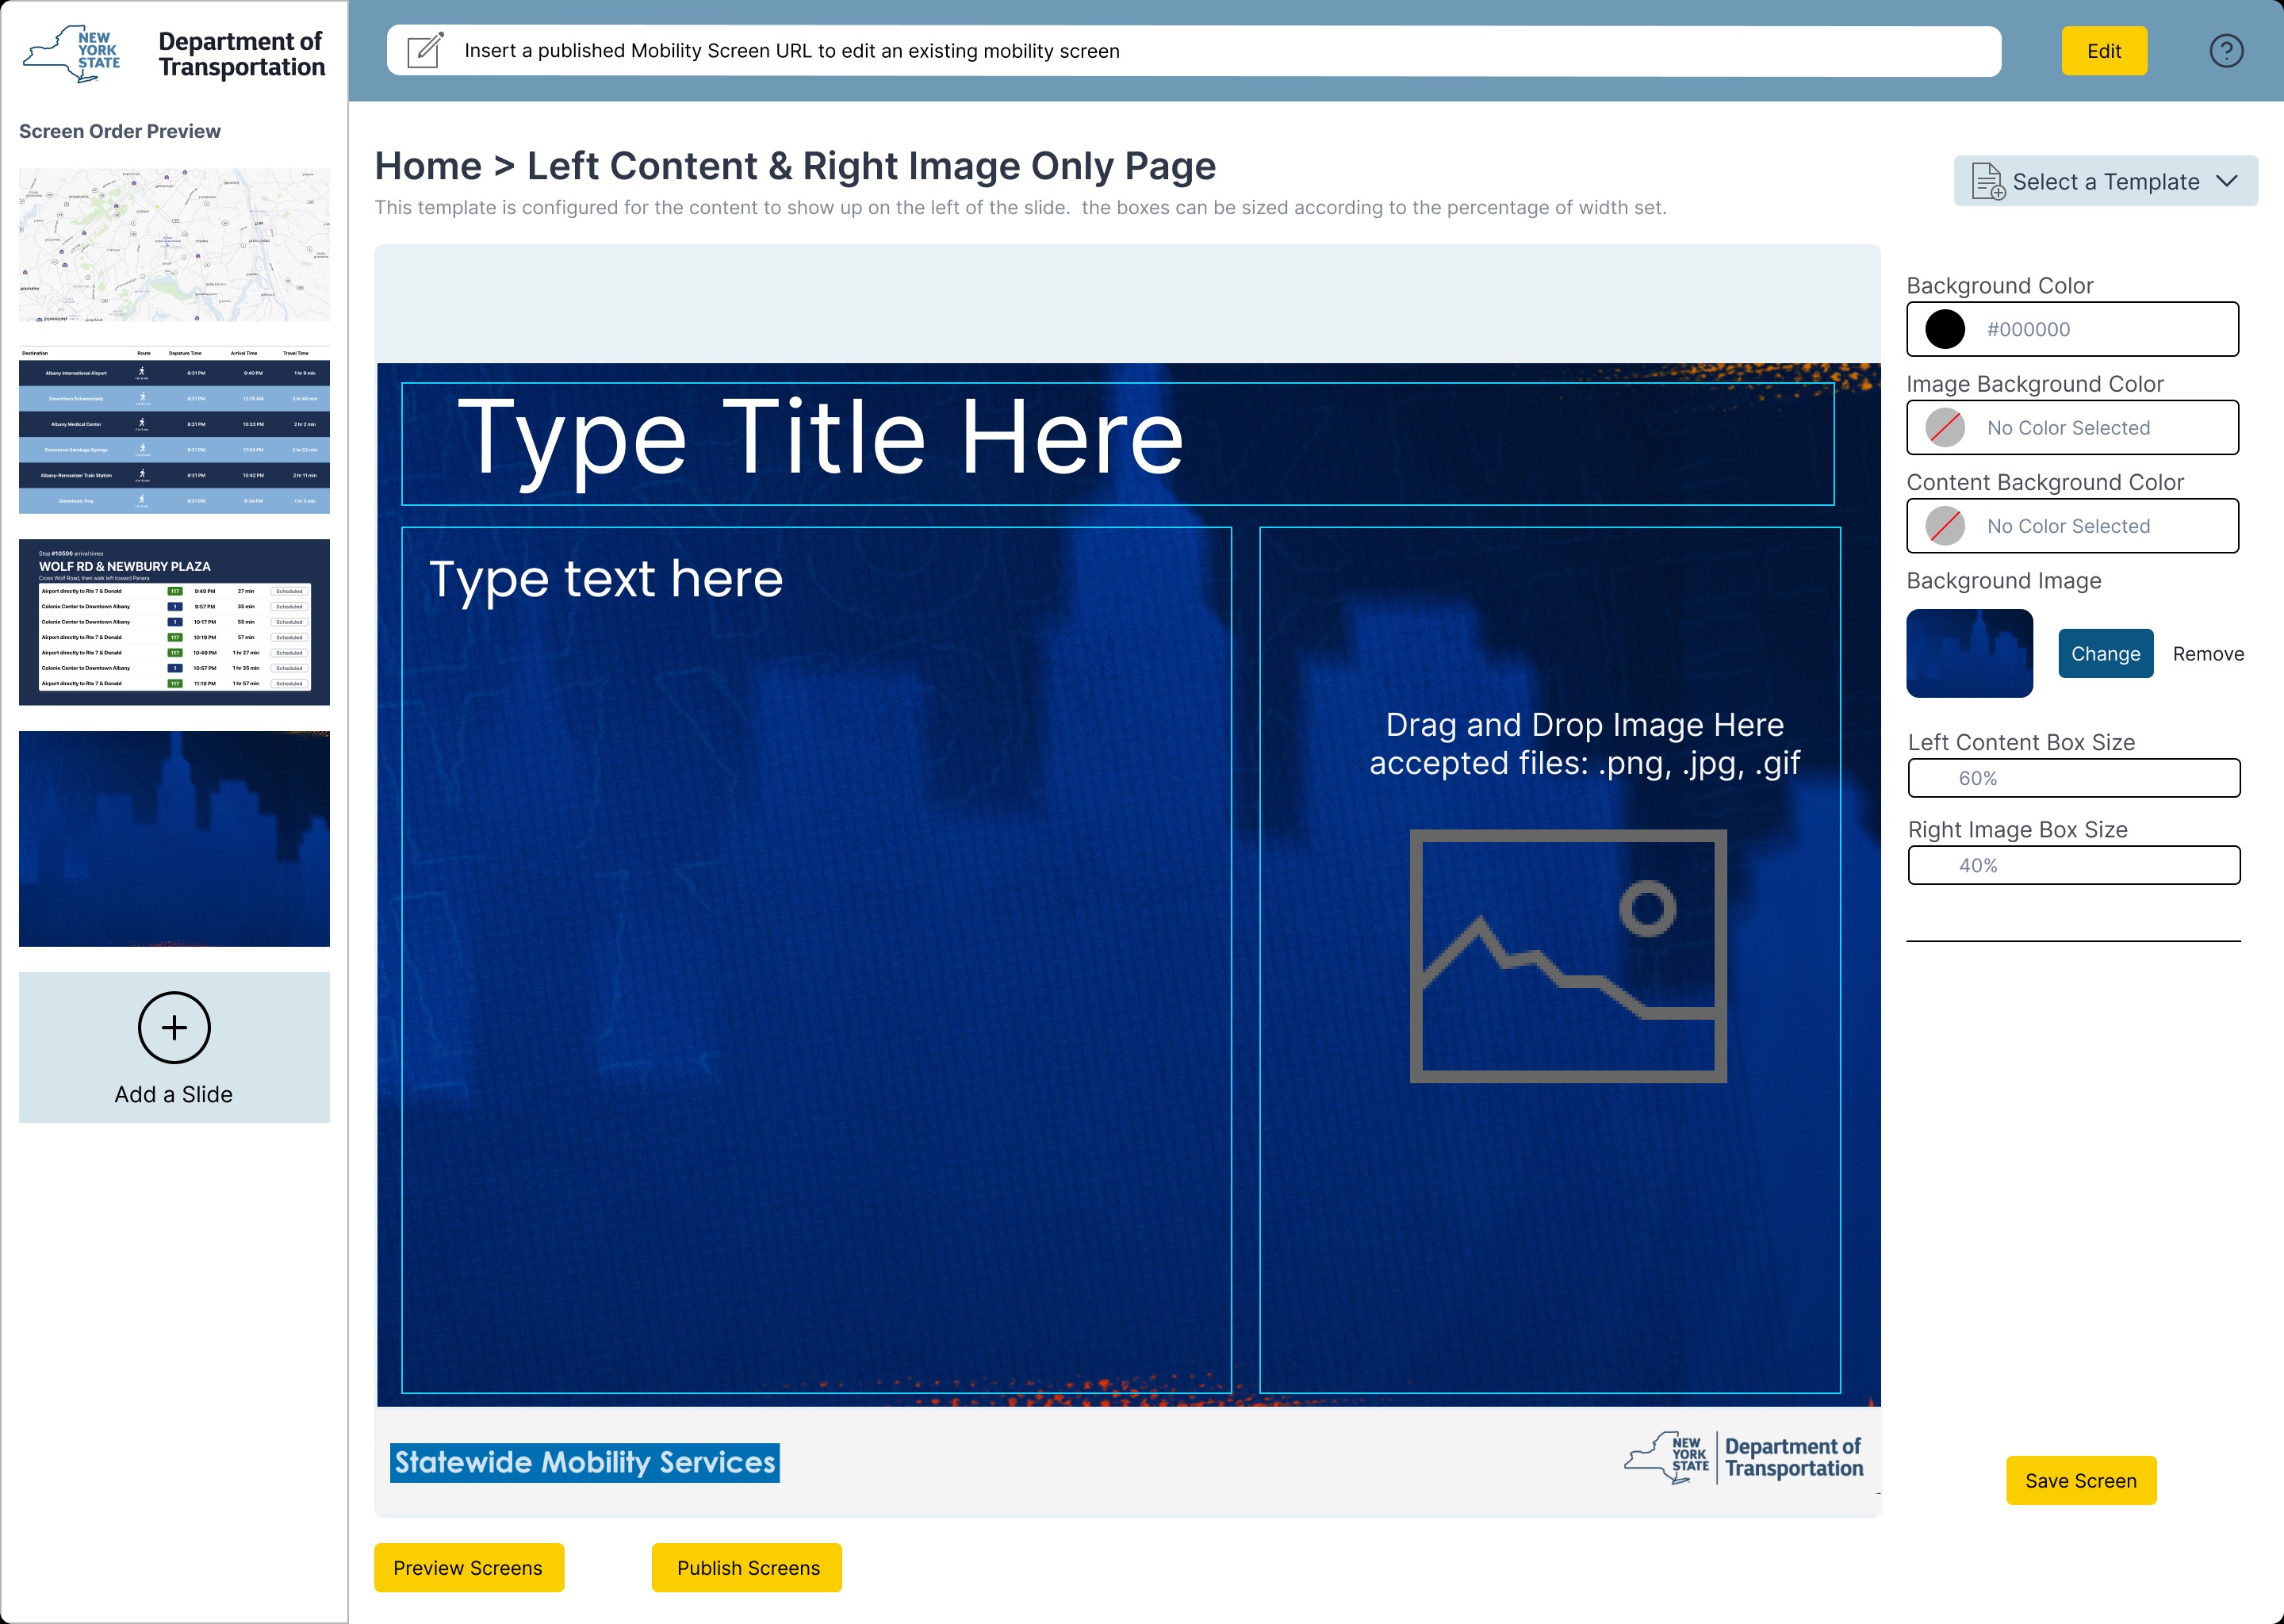 NEW
YORK
STATE
Department of
Transportation
Insert a published Mobility Screen URL to edit an existing mobility screen
Edit
?
Screen Order Preview
Destination Route Depature Time Arrival Time Travel Time
Albany International Airport 8:31 PM 9:40 PM 1 hr 9 min
Downtown Schenectady 8:31 PM 12:19 AM
Albany Medical Center 8:31 PM 10:33 PM 2 hr 2 min
Downtown Saratoga Springs 8:31 PM 11:24 PM 2 hr 53 min
Albany-Rensselaer Train Station 8:31 PM 10:42 PM 2 hr 11 min
Downtown Troy 8:31 PM 9:34 PM 1 hr 3 min
Stop #10506 arrival times
WOLF RD & NEWBURY PLAZA
Cross Wolf Road, then walk left toward Panera
Airport directly to Rte 7 & Donald 117 9:49 PM 27 min Scheduled
Colonie Center to Downtown Albany 1 9:57 PM 35 min Scheduled
Colonie Center to Downtown Albany 1 10:17 PM 55 min Scheduled
Airport directly to Rte 7 & Donald 117 10:19 PM 57 min Scheduled
Airport directly to Rte 7 & Donald 117 10:49 PM 1 hr 27 min Scheduled
Colonie Center to Downtown Albany 1 10:57 PM 1 hr 35 min Scheduled
Airport directly to Rte 7 & Donald 117 11:19 PM 1 hr 57 min Scheduled
Add a Slide
Home > Left Content & Right Image Only Page
This template is configured for the content to show up on the left of the slide.  the boxes can be sized according to the percentage of width set.
Select a Template
Type Title Here
Type text here
Drag and Drop Image Here
accepted files: .png, .jpg, .gif
Statewide Mobility Services
NEW
YORK
STATE
Department of
Transportation
Background Color
#000000
Image Background Color
No Color Selected
Content Background Color
No Color Selected
Background Image
Change Remove
Left Content Box Size
60%
Right Image Box Size
40%
Save Screen
Preview Screens
Publish Screens